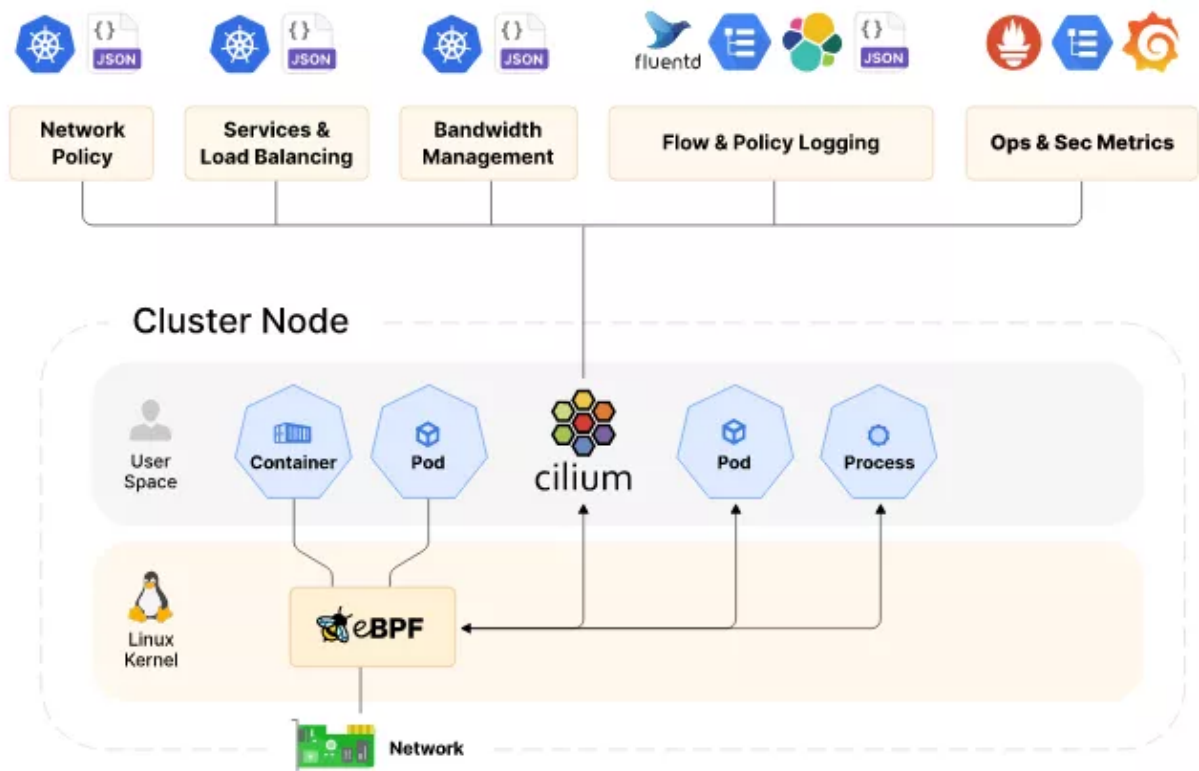 {} JSON
{} JSON
{} JSON
fluentd
{} JSON
Network
Policy
Services &
Load Balancing
Bandwidth
Management
Flow & Policy Logging
Ops & Sec Metrics
Cluster Node
User
Space
Container
Pod
cilium
Pod
Process
Linux
Kernel
eBPF
Network